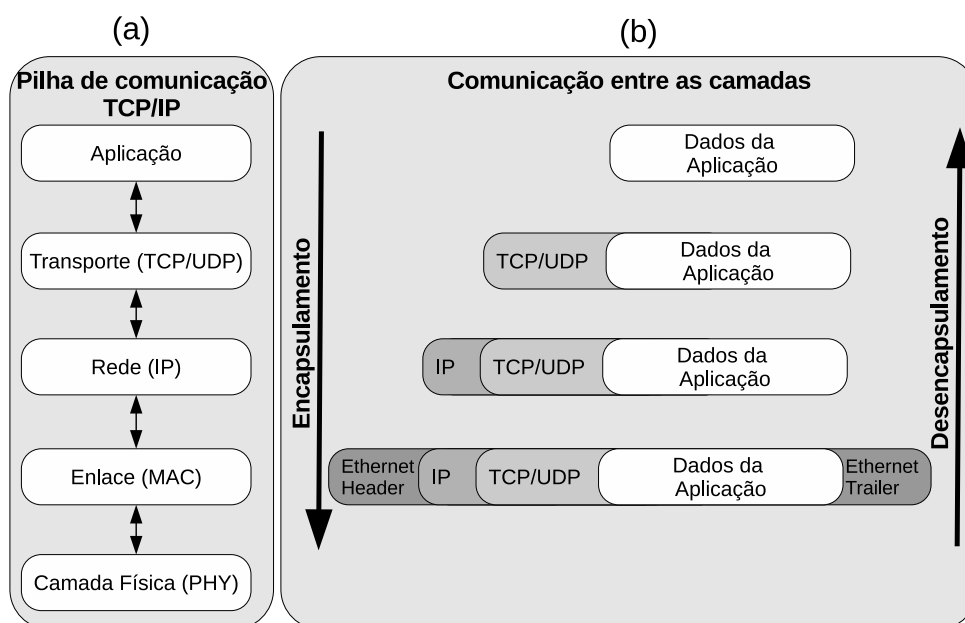 (a)
Pilha de comunicação
TCP/IP
Aplicação
Transporte (TCP/UDP)
Rede (IP)
Enlace (MAC)
Camada Física (PHY)
(b)
Comunicação entre as camadas
Encapsulamento
Dados da
Aplicação
TCP/UDP
Dados da
Aplicação
IP
TCP/UDP
Dados da
Aplicação
Ethernet
Header
IP
TCP/UDP
Dados da
Aplicação
Ethernet
Trailer
Desencapsulamento